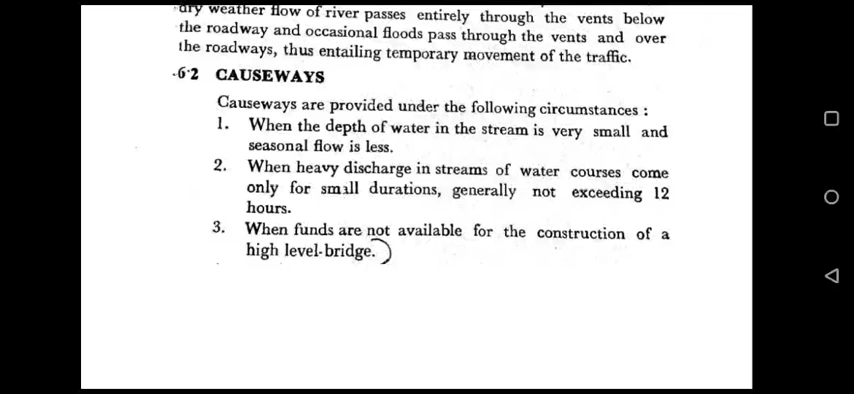 dry weather flow of river passes entirely through the vents below
the roadway and occasional floods pass through the vents and over
the roadways, thus entailing temporary movement of the traffic.
·6·2 CAUSEWAYS
Causeways are provided under the following circumstances :
1. When the depth of water in the stream is very small and
seasonal flow is less.
2. When heavy discharge in streams of water courses come
only for small durations, generally not exceeding 12
hours.
3. When funds are not available for the construction of a
high level-bridge.)